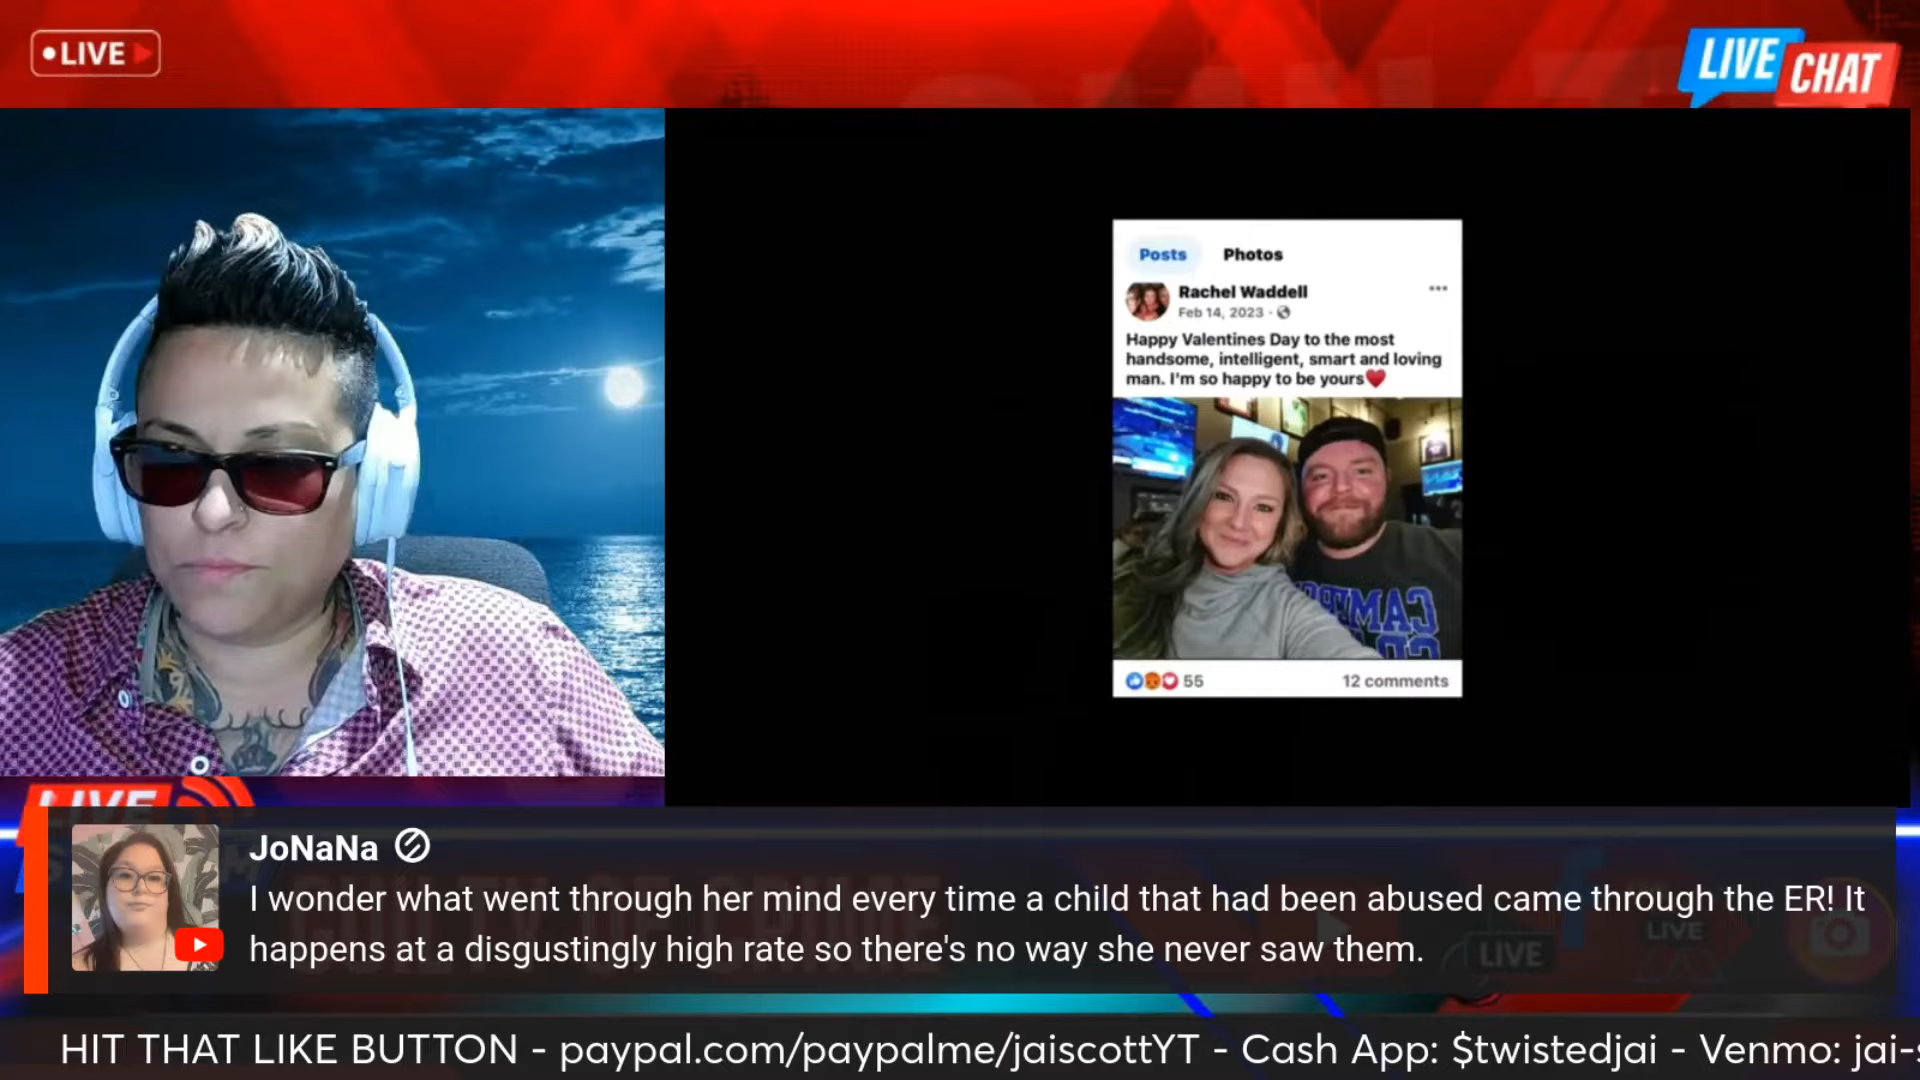 LIVE
LIVE
CHAT
Posts Photos
Rachel Waddell
Feb 14, 2023 ·
Happy Valentines Day to the most
handsome, intelligent, smart and loving
man. I'm so happy to be yours❤️
55 12 comments
LIVE
JoNaNa
I wonder what went through her mind every time a child that had been abused came through the ER! It
happens at a disgustingly high rate so there's no way she never saw them.
LIVE
LIVE
HIT THAT LIKE BUTTON - paypal.com/paypalme/jaiscottYT - Cash App: $twistedjai - Venmo: jai-s